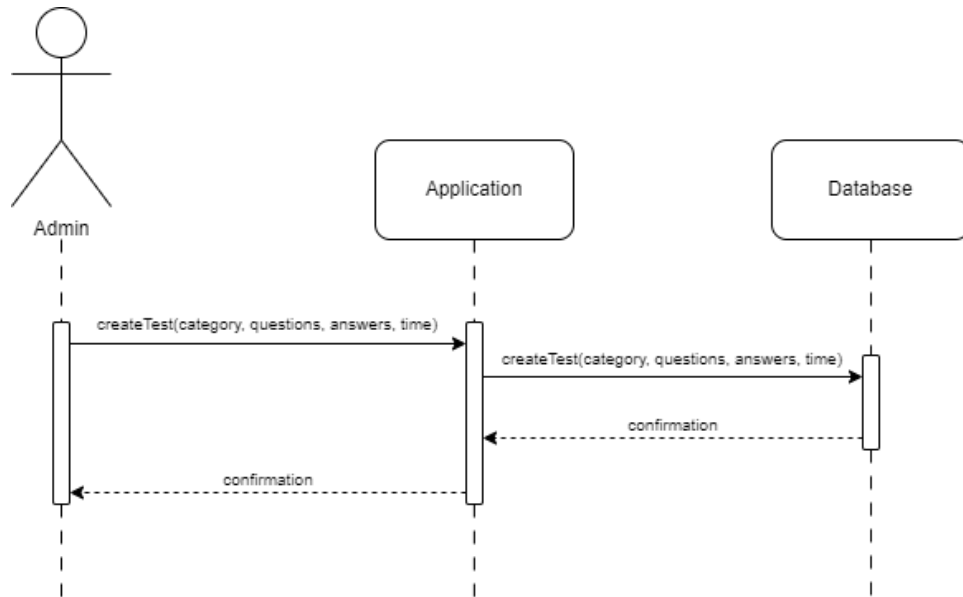 Admin
Application
Database
createTest(category, questions, answers, time)
createTest(category, questions, answers, time)
confirmation
confirmation